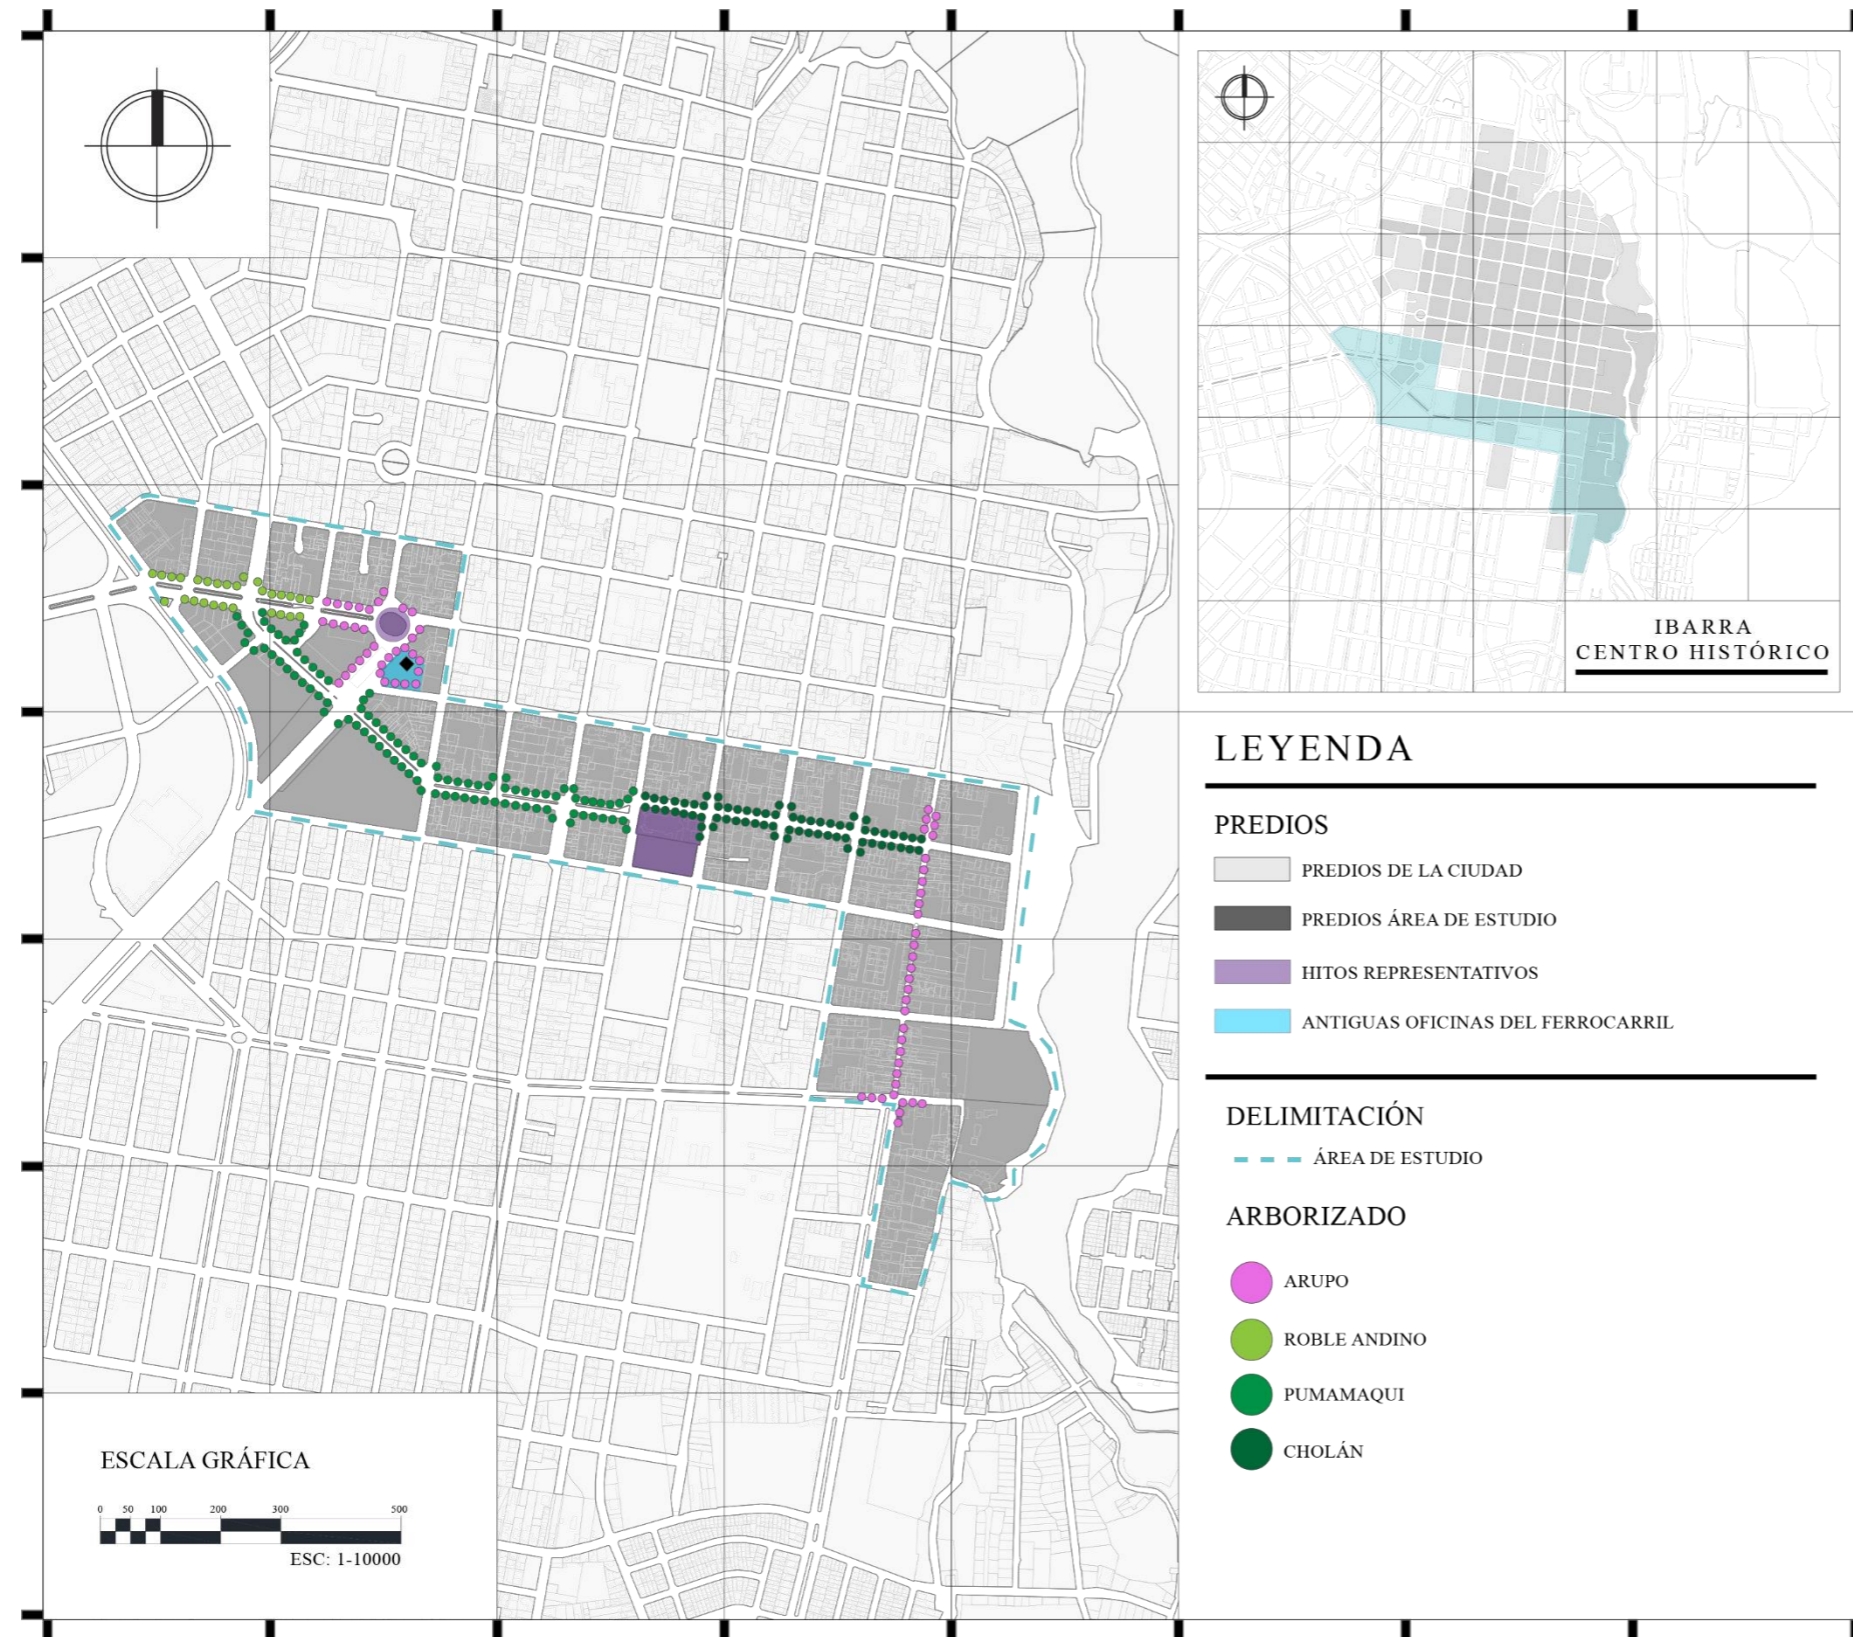 IBARRA
CENTRO HISTÓRICO
LEYENDA
PREDIOS
PREDIOS DE LA CIUDAD
PREDIOS ÁREA DE ESTUDIO
HITOS REPRESENTATIVOS
ANTIGUAS OFICINAS DEL FERROCARRIL
DELIMITACIÓN
ÁREA DE ESTUDIO
ARBORIZADO
ARUPO
ROBLE ANDINO
PUMAMAQUI
CHOLÁN
ESCALA GRÁFICA
0 50 100 200 300 500
ESC: 1-10000